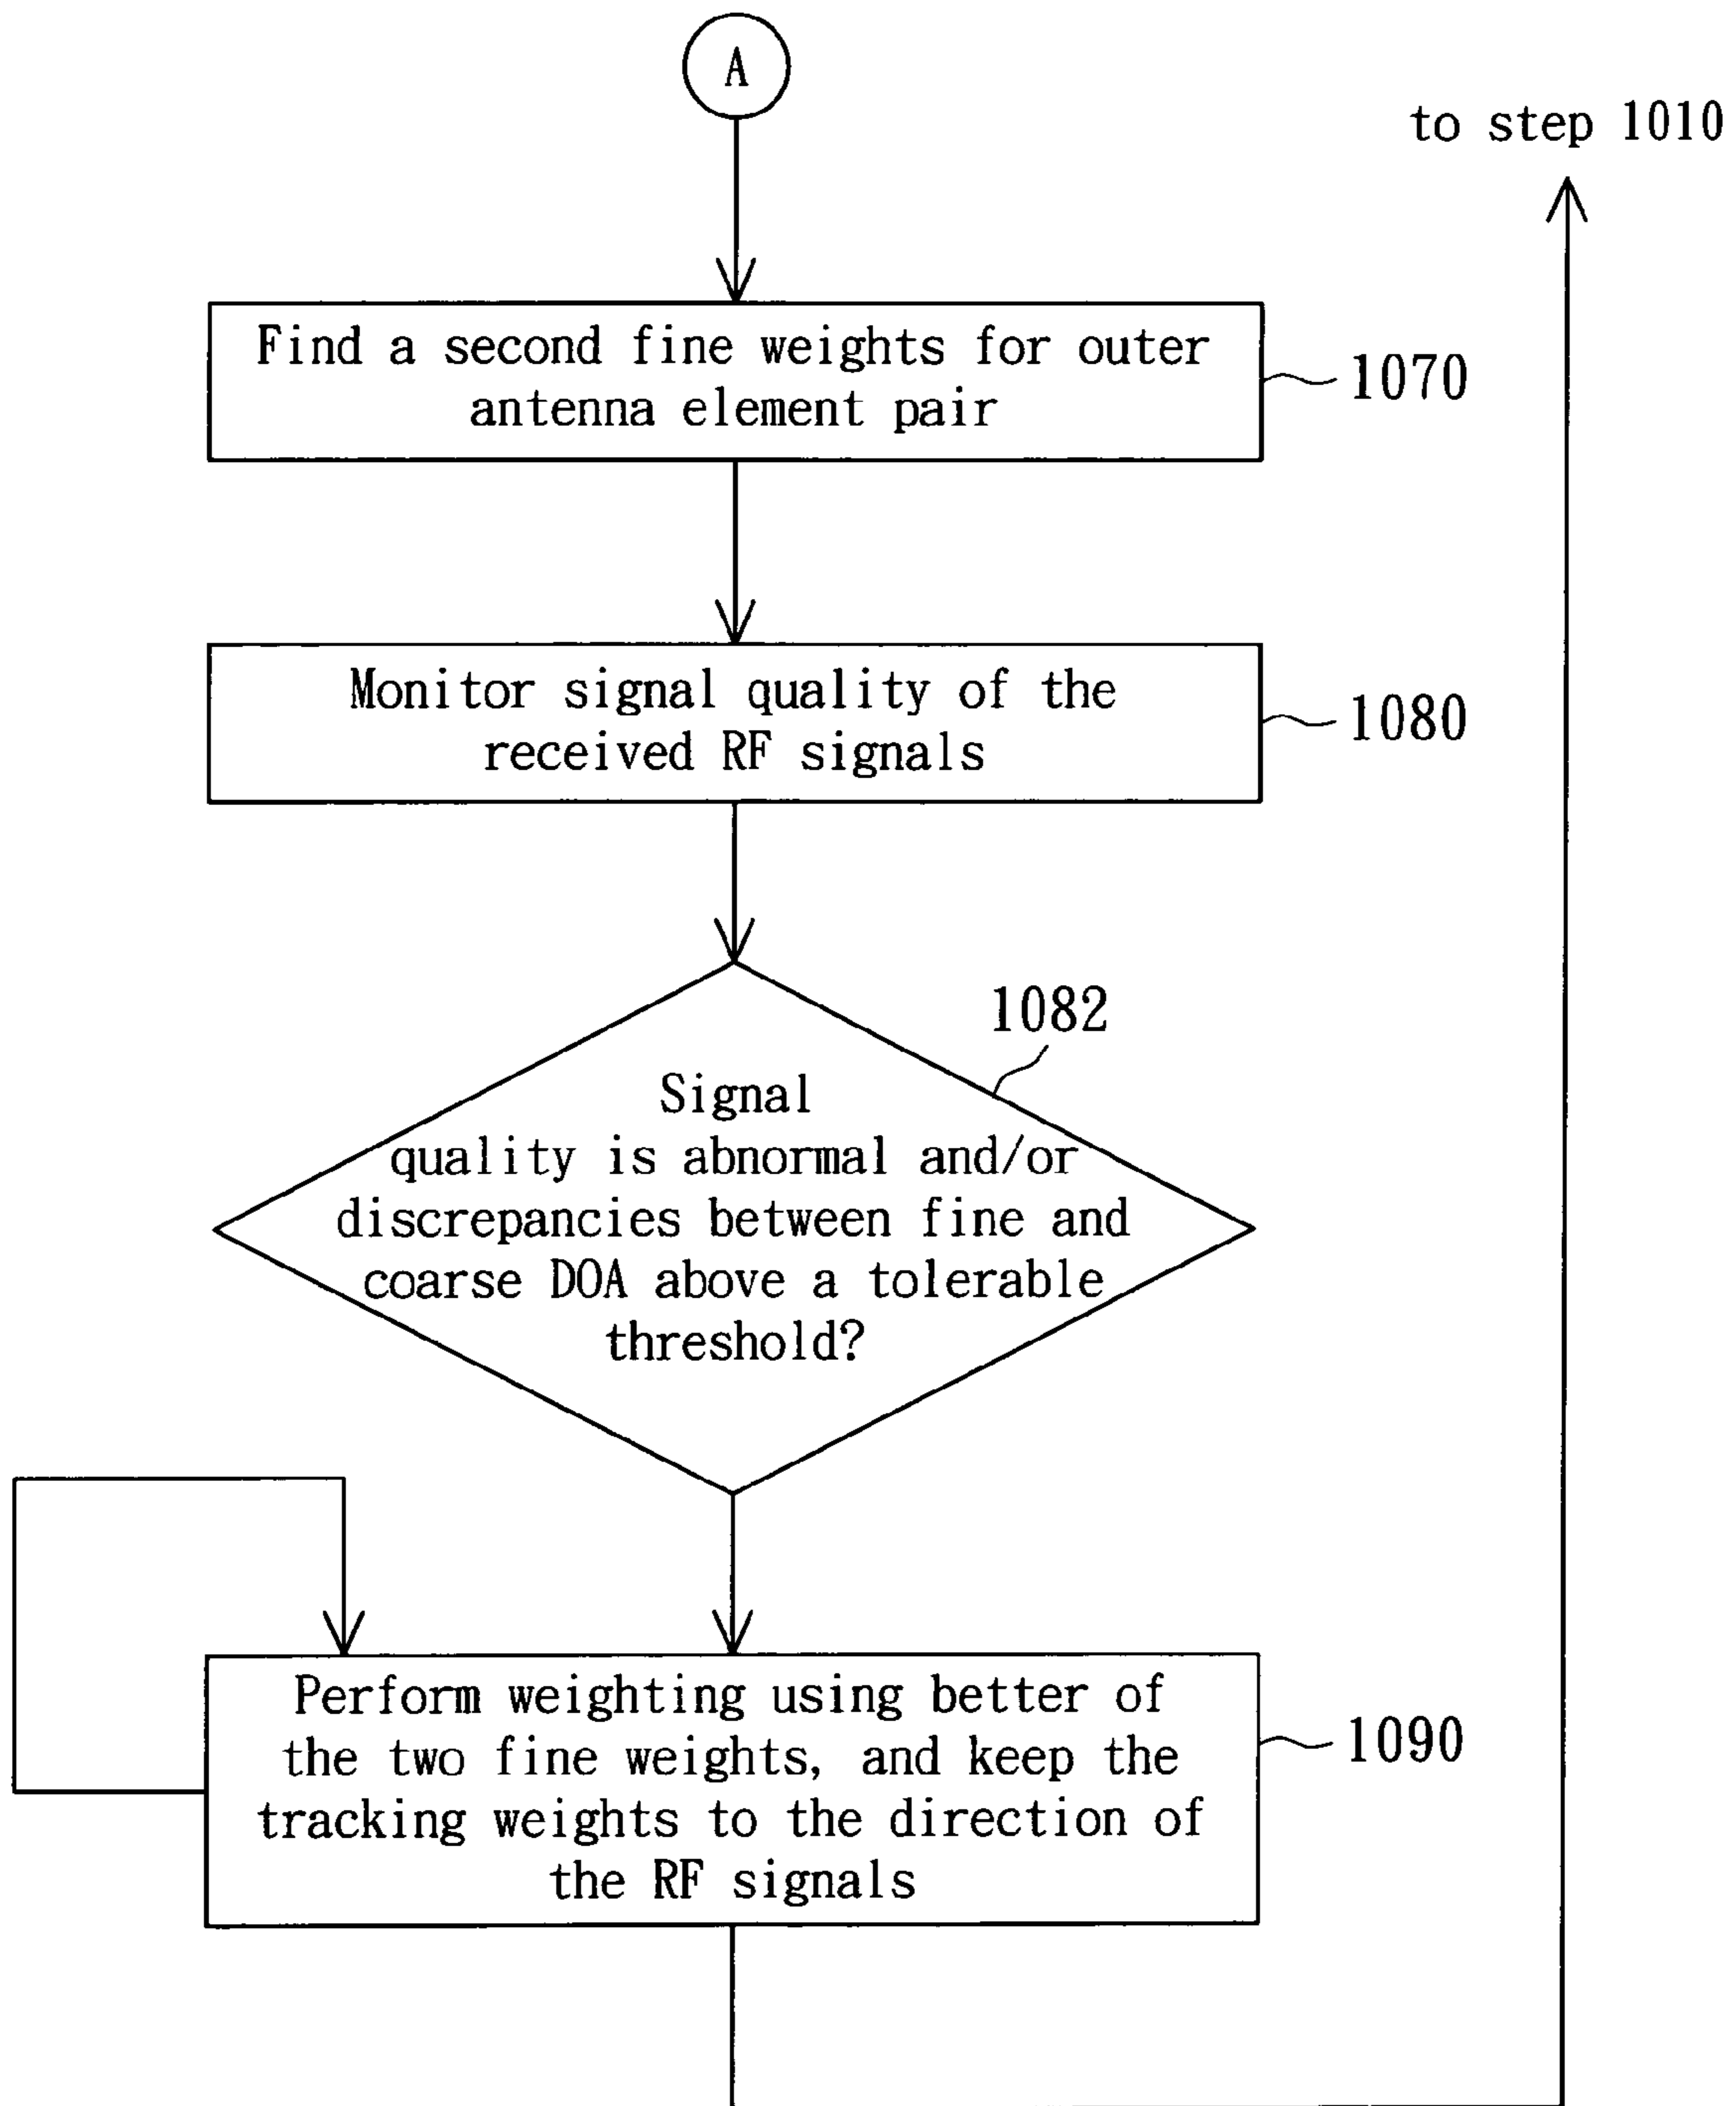 A
to step 1010
Find a second fine weights for outer
antenna element pair
1070
Monitor signal quality of the
received RF signals
1080
1082
Signal
quality is abnormal and/or
discrepancies between fine and
coarse DOA above a tolerable
threshold?
Perform weighting using better of
the two fine weights, and keep the
tracking weights to the direction of
the RF signals
1090